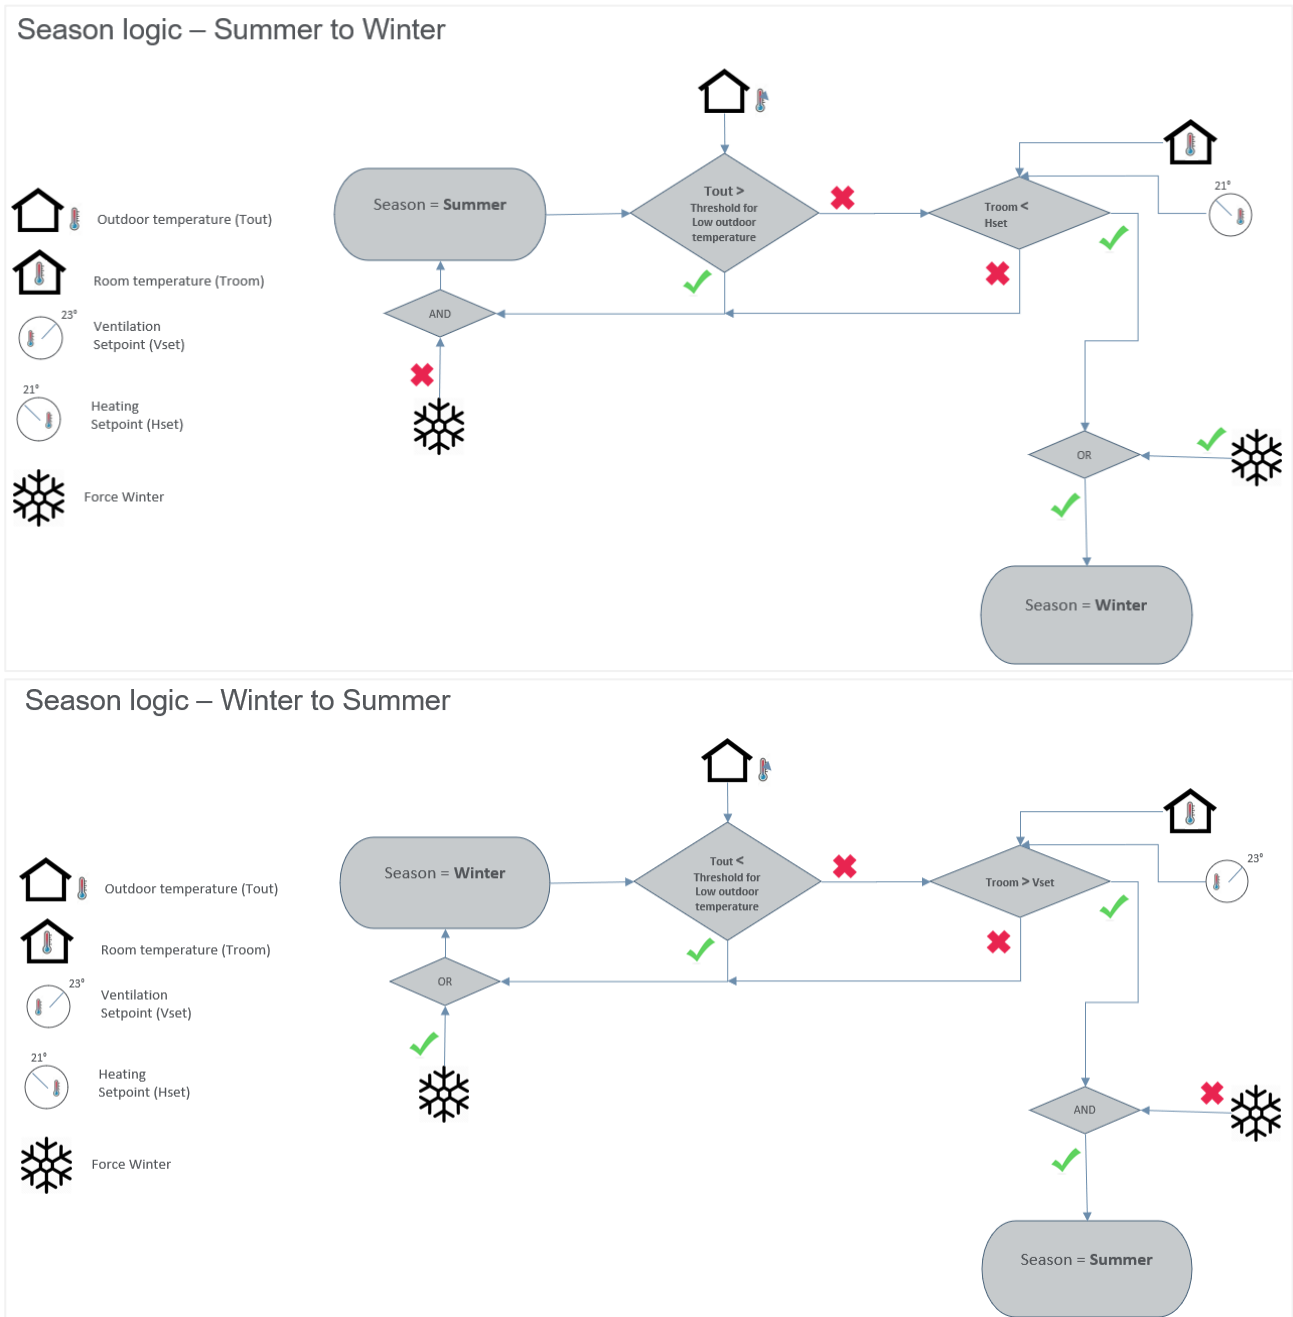 Season logic – Summer to Winter
Season = Summer
Tout >
Threshold for
Low outdoor
temperature
Troom <
Hset
21°
Outdoor temperature (Tout)
Room temperature (Troom)
23°
Ventilation
Setpoint (Vset)
AND
21°
Heating
Setpoint (Hset)
OR
Force Winter
Season = Winter
Season logic – Winter to Summer
Season = Winter
Tout <
Threshold for
Low outdoor
temperature
Troom > Vset
23°
Outdoor temperature (Tout)
Room temperature (Troom)
23°
Ventilation
Setpoint (Vset)
OR
21°
Heating
Setpoint (Hset)
AND
Force Winter
Season = Summer